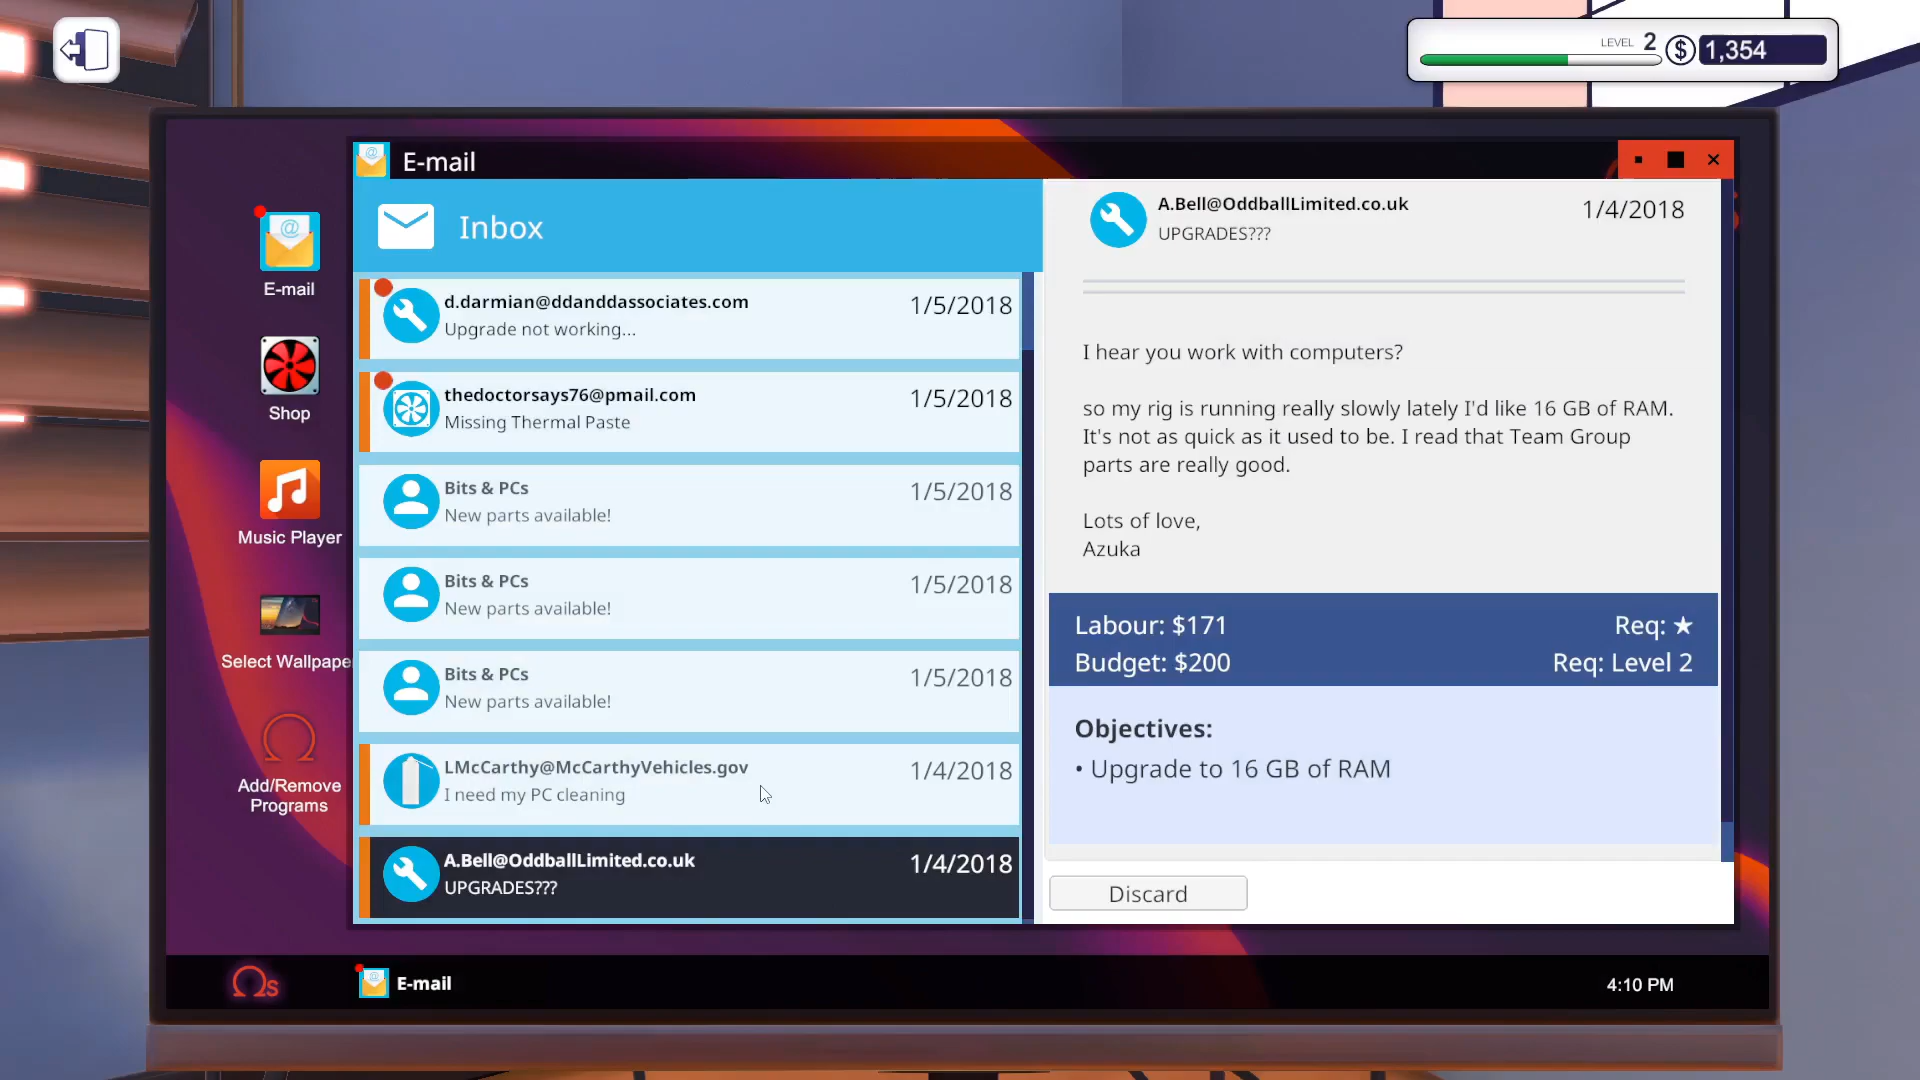 LEVEL 2 $ 1,354
E-mail
E-mail
Shop
Music Player
Select Wallpape
Add/Remove
Programs
Inbox
d.darmian@ddanddassociates.com 1/5/2018
Upgrade not working...
thedoctorsays76@pmail.com 1/5/2018
Missing Thermal Paste
Bits & PCs 1/5/2018
New parts available!
Bits & PCs 1/5/2018
New parts available!
Bits & PCs 1/5/2018
New parts available!
LMcCarthy@McCarthyVehicles.gov 1/4/2018
I need my PC cleaning
A.Bell@OddballLimited.co.uk 1/4/2018
UPGRADES???
A.Bell@OddballLimited.co.uk 1/4/2018
UPGRADES???
I hear you work with computers?
so my rig is running really slowly lately I'd like 16 GB of RAM.
It's not as quick as it used to be. I read that Team Group
parts are really good.
Lots of love,
Azuka
Labour: $171 Req: ★
Budget: $200 Req: Level 2
Objectives:
• Upgrade to 16 GB of RAM
Discard
Ωs E-mail 4:10 PM